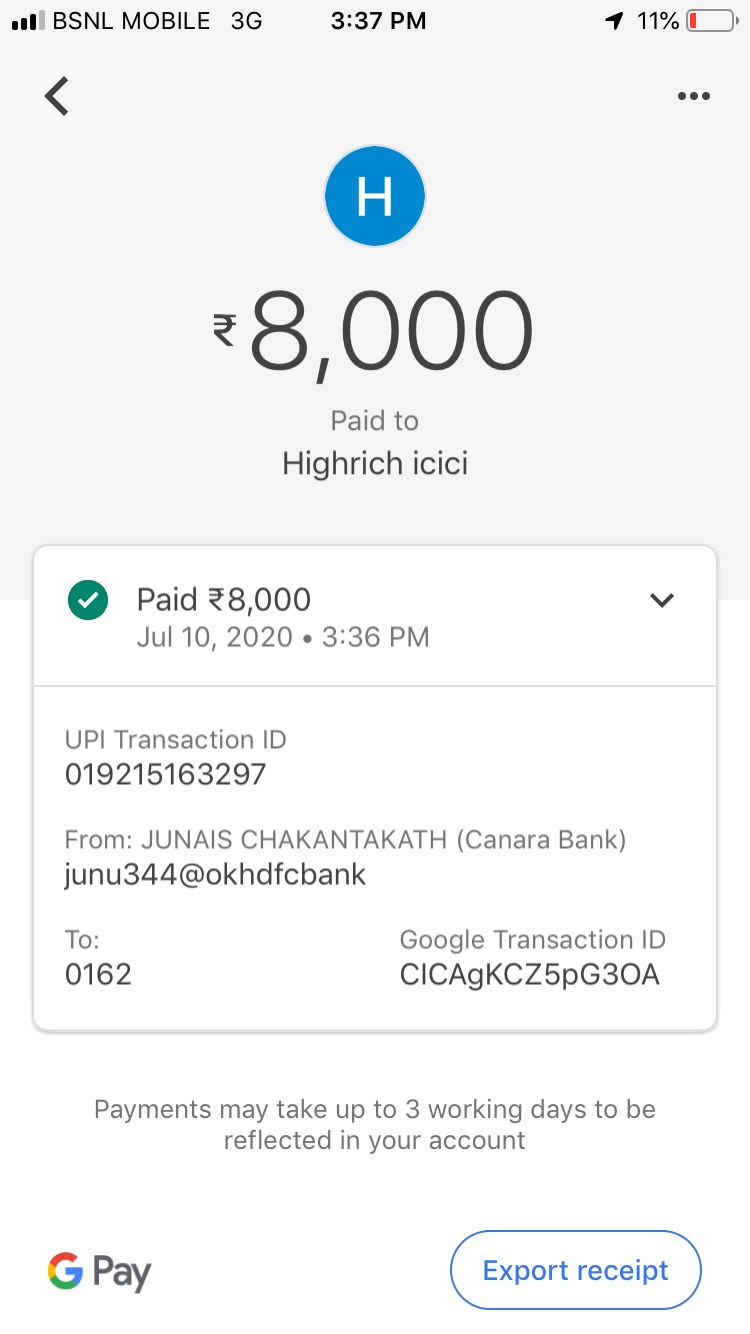 BSNL MOBILE 3G 3:37 PM 11%
H
₹8,000
Paid to
Highrich icici
Paid ₹8,000
Jul 10, 2020 • 3:36 PM
UPI Transaction ID
019215163297
From: JUNAIS CHAKANTAKATH (Canara Bank)
junu344@okhdfcbank
To:
0162
Google Transaction ID
CICAgKCZ5pG3OA
Payments may take up to 3 working days to be
reflected in your account
G Pay
Export receipt